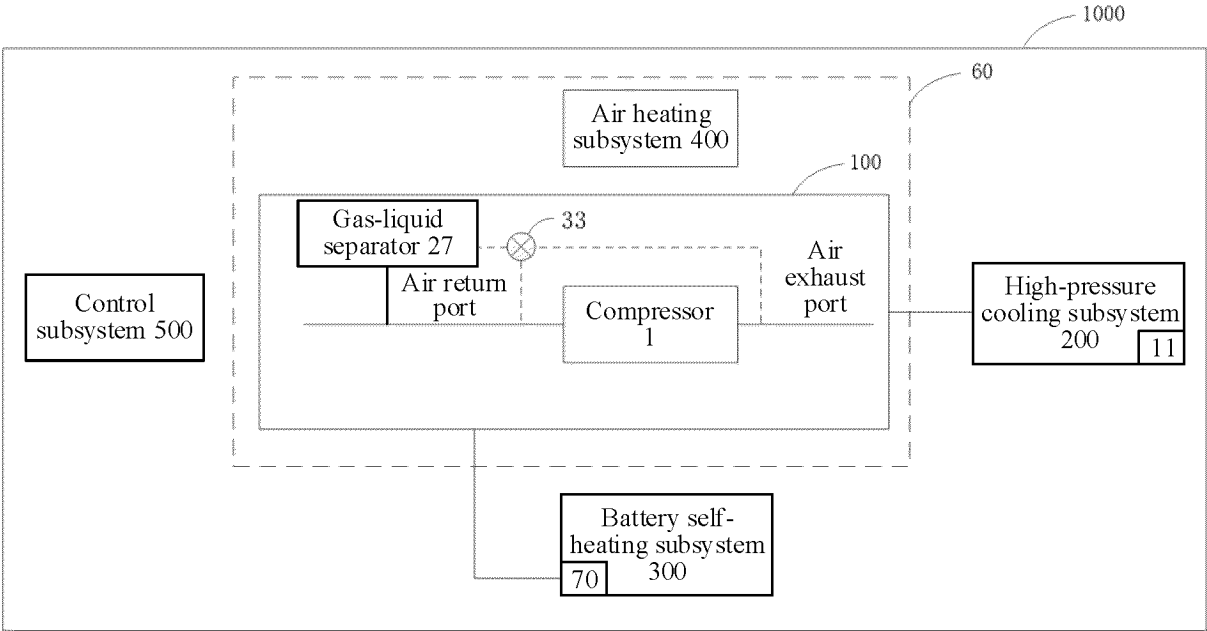 1000
60
Air heating
subsystem 400
100
Gas-liquid
separator 27
33
Air return
port
Air
exhaust
port
Compressor
1
Control
subsystem 500
High-pressure
cooling subsystem
200
11
Battery self-
heating subsystem
300
70